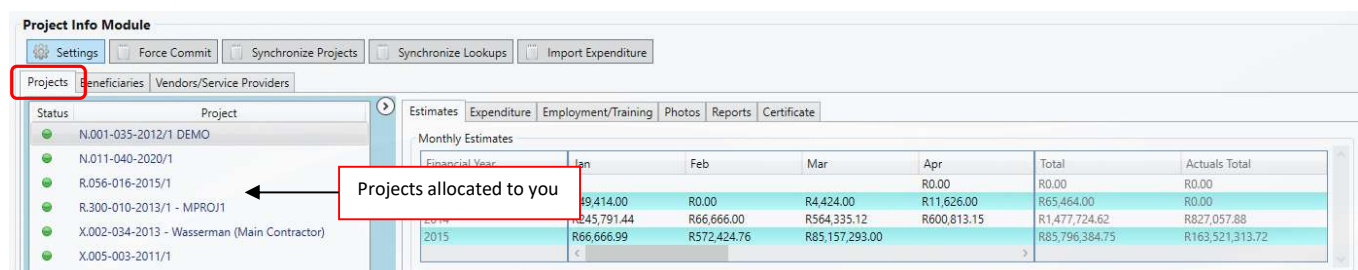 Project Info Module
Settings Force Commit Synchronize Projects Synchronize Lookups Import Expenditure
Projects Beneficiaries Vendors/Service Providers
Status Project
N.001-035-2012/1 DEMO
N.011-040-2020/1
R.056-016-2015/1
R.300-010-2013/1 - MPROJ1
X.002-034-2013 - Wasserman (Main Contractor)
X.005-003-2011/1
Projects allocated to you
Estimates Expenditure Employment/Training Photos Reports Certificate
Monthly Estimates
Financial Year Jan Feb Mar Apr Total Actuals Total
R0.00 R0.00 R0.00
R0.00 R4,424.00 R11,626.00 R65,464.00 R0.00
2014 R245,791.44 R66,666.00 R564,335.12 R600,813.15 R1,477,724.62 R827,057.88
2015 R66,666.99 R572,424.76 R85,157,293.00 R85,796,384.75 R163,521,313.72